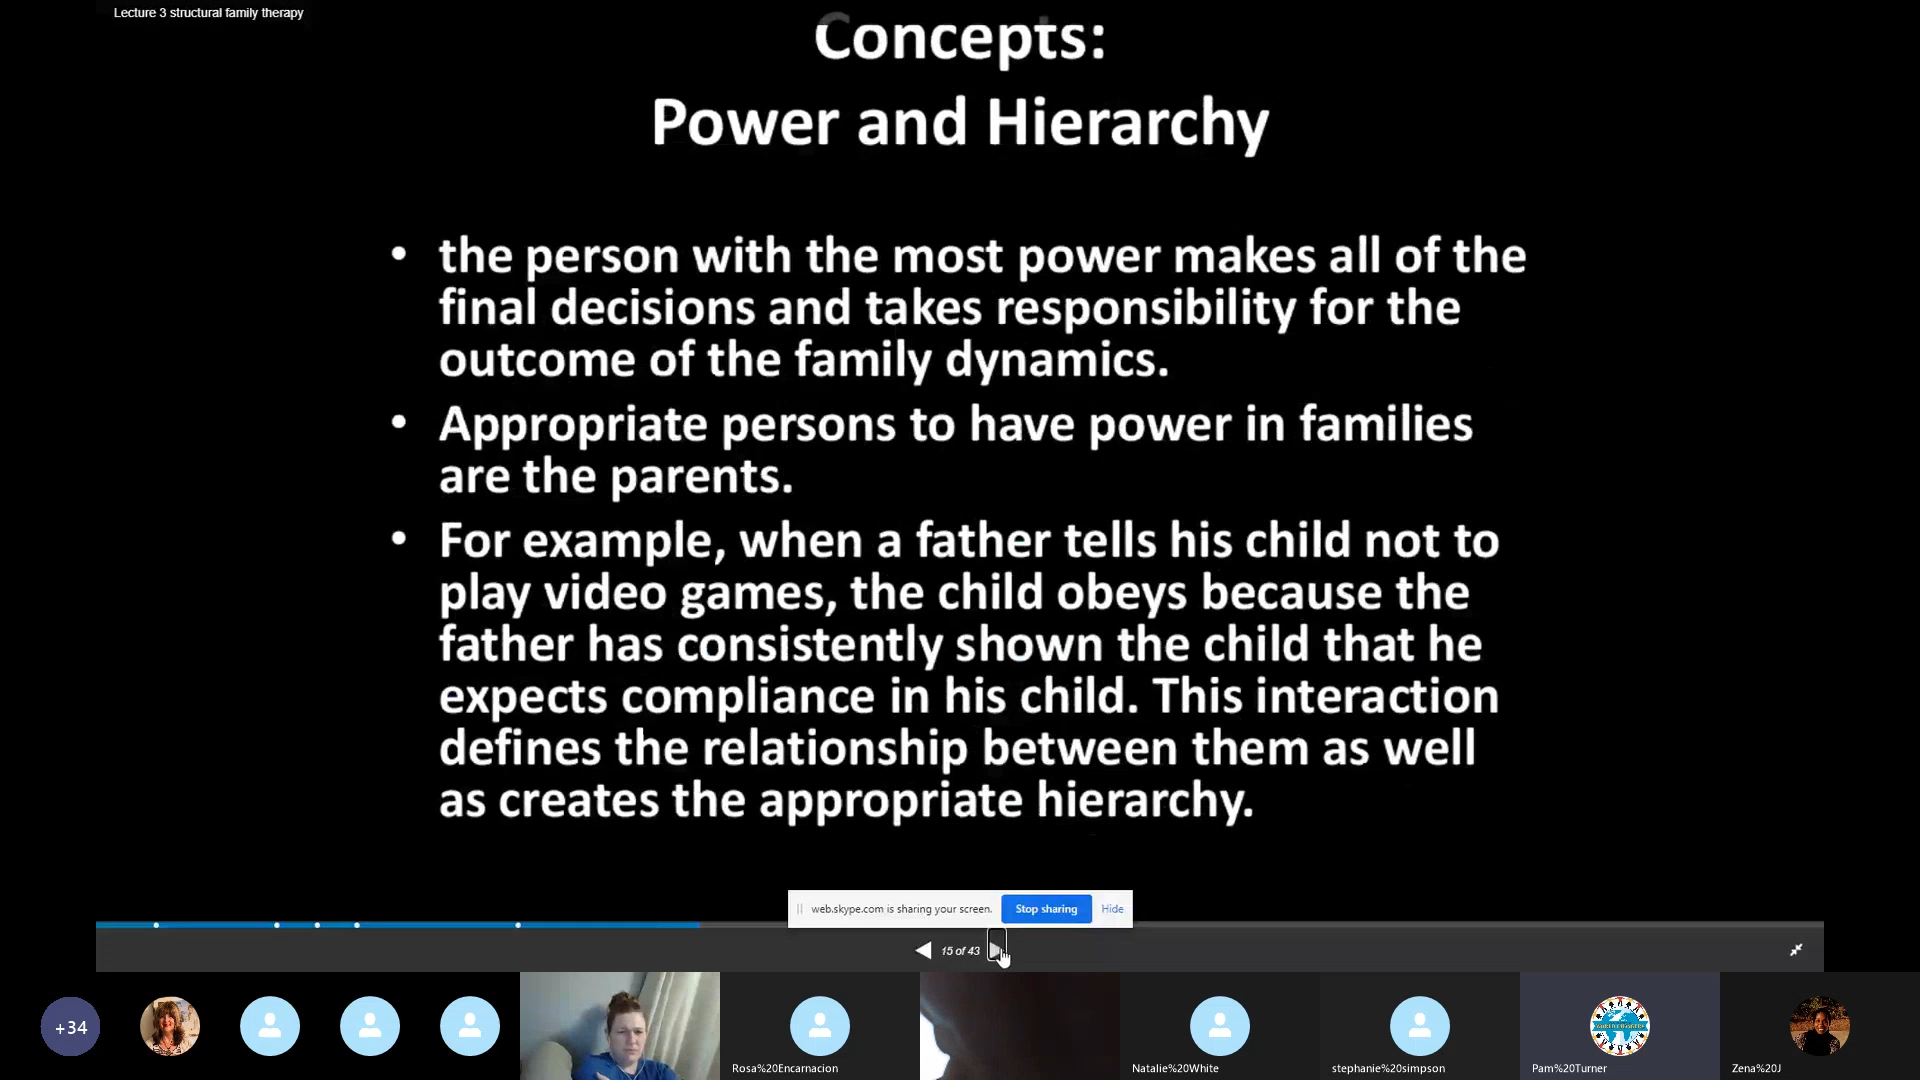 Lecture 3 structural family therapy
Concepts:
Power and Hierarchy
• the person with the most power makes all of the
final decisions and takes responsibility for the
outcome of the family dynamics.
• Appropriate persons to have power in families
are the parents.
• For example, when a father tells his child not to
play video games, the child obeys because the
father has consistently shown the child that he
expects compliance in his child. This interaction
defines the relationship between them as well
as creates the appropriate hierarchy.
web.skype.com is sharing your screen. Stop sharing Hide
15 of 43
+34
Rosa%20Encarnacion
Natalie%20White
stephanie%20simpson
Pam%20Turner
Zena%20J